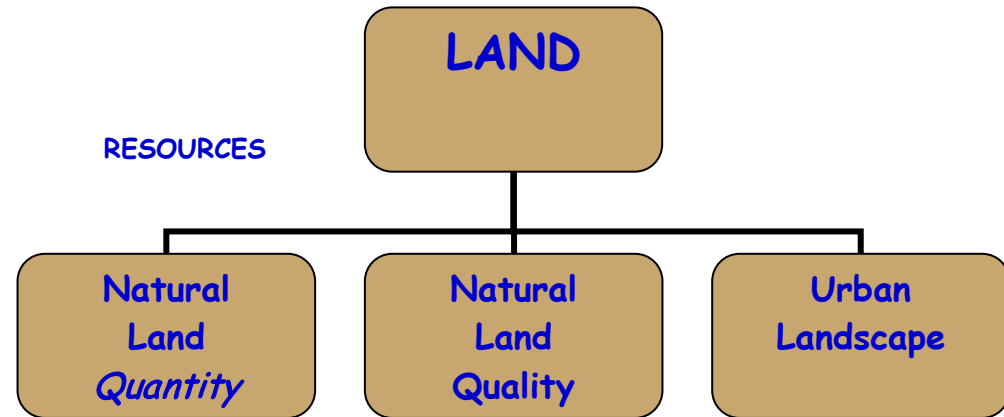 LAND
RESOURCES
Natural
Land
Quantity
Natural
Land
Quality
Urban
Landscape